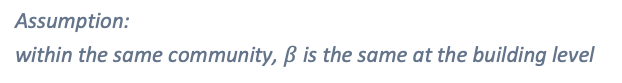 Assumption:
within the same community, β is the same at the building level